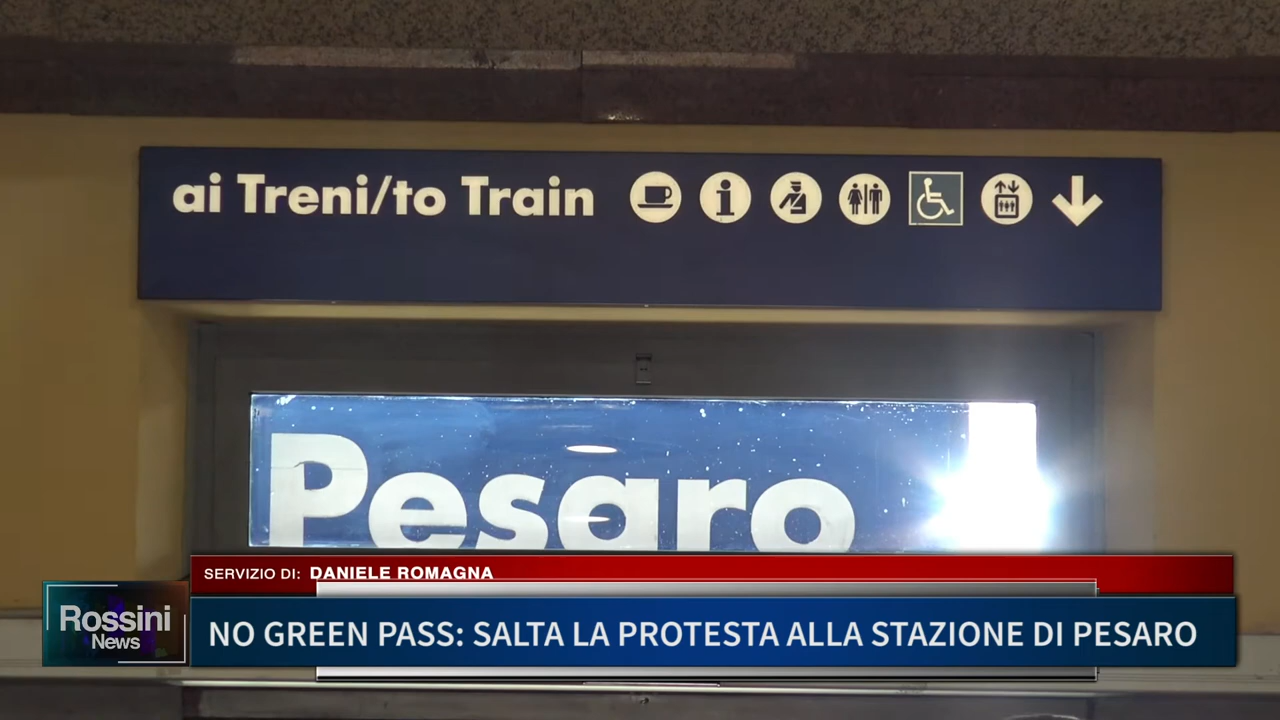 ai Treni/to Train
Pesaro
SERVIZIO DI: DANIELE ROMAGNA
Rossini
News
NO GREEN PASS: SALTA LA PROTESTA ALLA STAZIONE DI PESARO